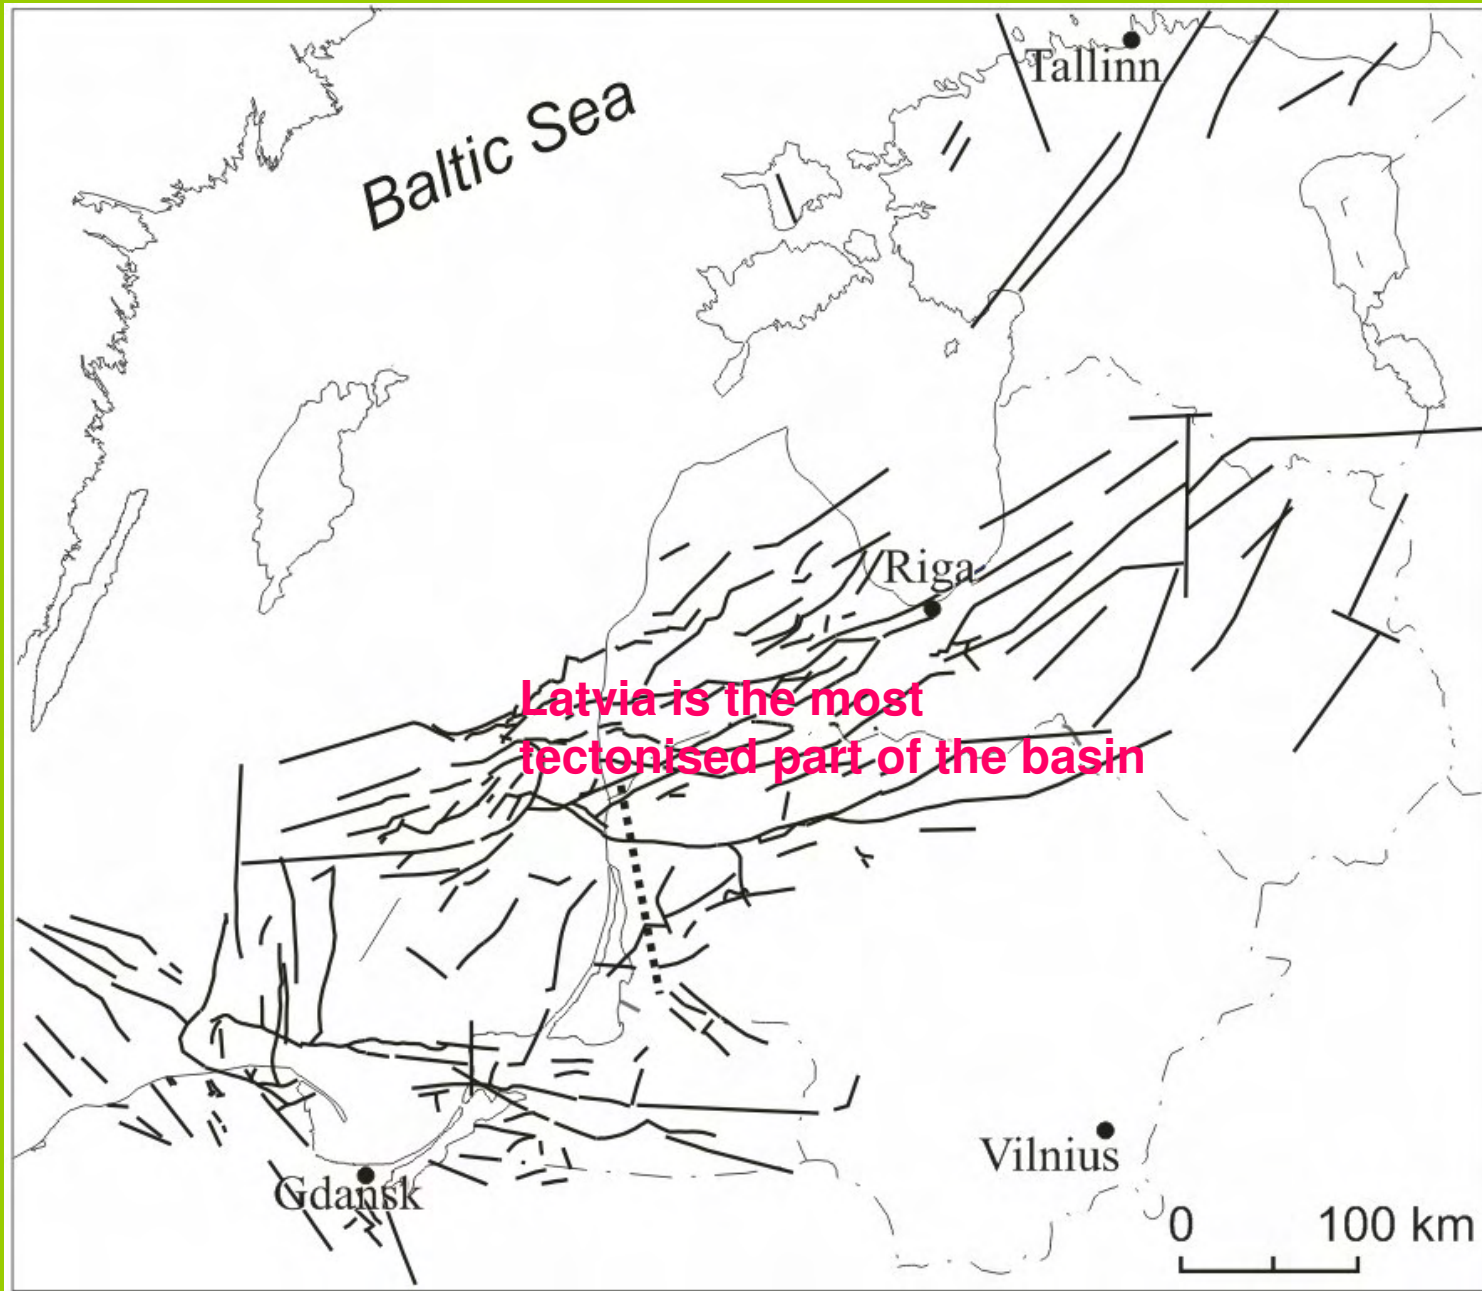 Tallinn
Baltic Sea
Riga
Latvia is the most
tectonised part of the basin
Vilnius
Gdansk
0 100 km